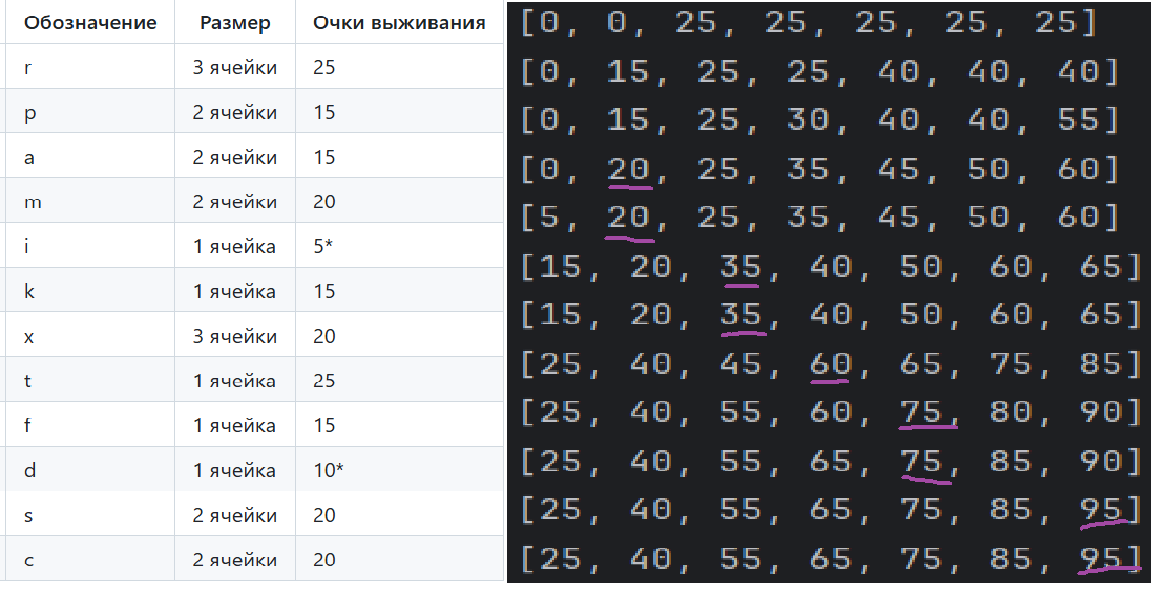 Обозначение Размер Очки выживания
r 3 ячейки 25
p 2 ячейки 15
a 2 ячейки 15
m 2 ячейки 20
i 1 ячейка 5*
k 1 ячейка 15
x 3 ячейки 20
t 1 ячейка 25
f 1 ячейка 15
d 1 ячейка 10*
s 2 ячейки 20
c 2 ячейки 20
[0, 0, 25, 25, 25, 25, 25]
[0, 15, 25, 25, 40, 40, 40]
[0, 15, 25, 30, 40, 40, 55]
[0, 20, 25, 35, 45, 50, 60]
[5, 20, 25, 35, 45, 50, 60]
[15, 20, 35, 40, 50, 60, 65]
[15, 20, 35, 40, 50, 60, 65]
[25, 40, 45, 60, 65, 75, 85]
[25, 40, 55, 60, 75, 80, 90]
[25, 40, 55, 65, 75, 85, 90]
[25, 40, 55, 65, 75, 85, 95]
[25, 40, 55, 65, 75, 85, 95]